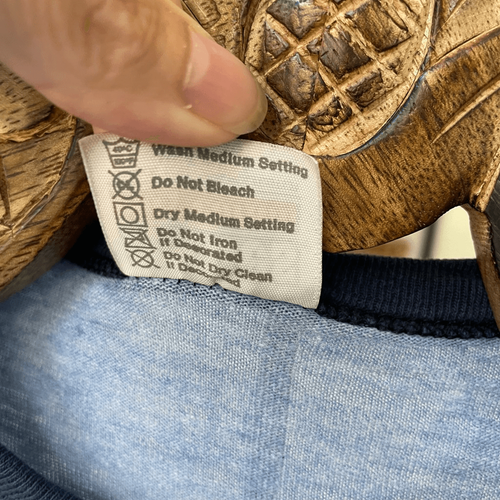 Wash Medium Setting
Do Not Bleach
Dry Medium Setting
Do Not Iron
If Decorated
Do Not Dry Clean
If Decorated